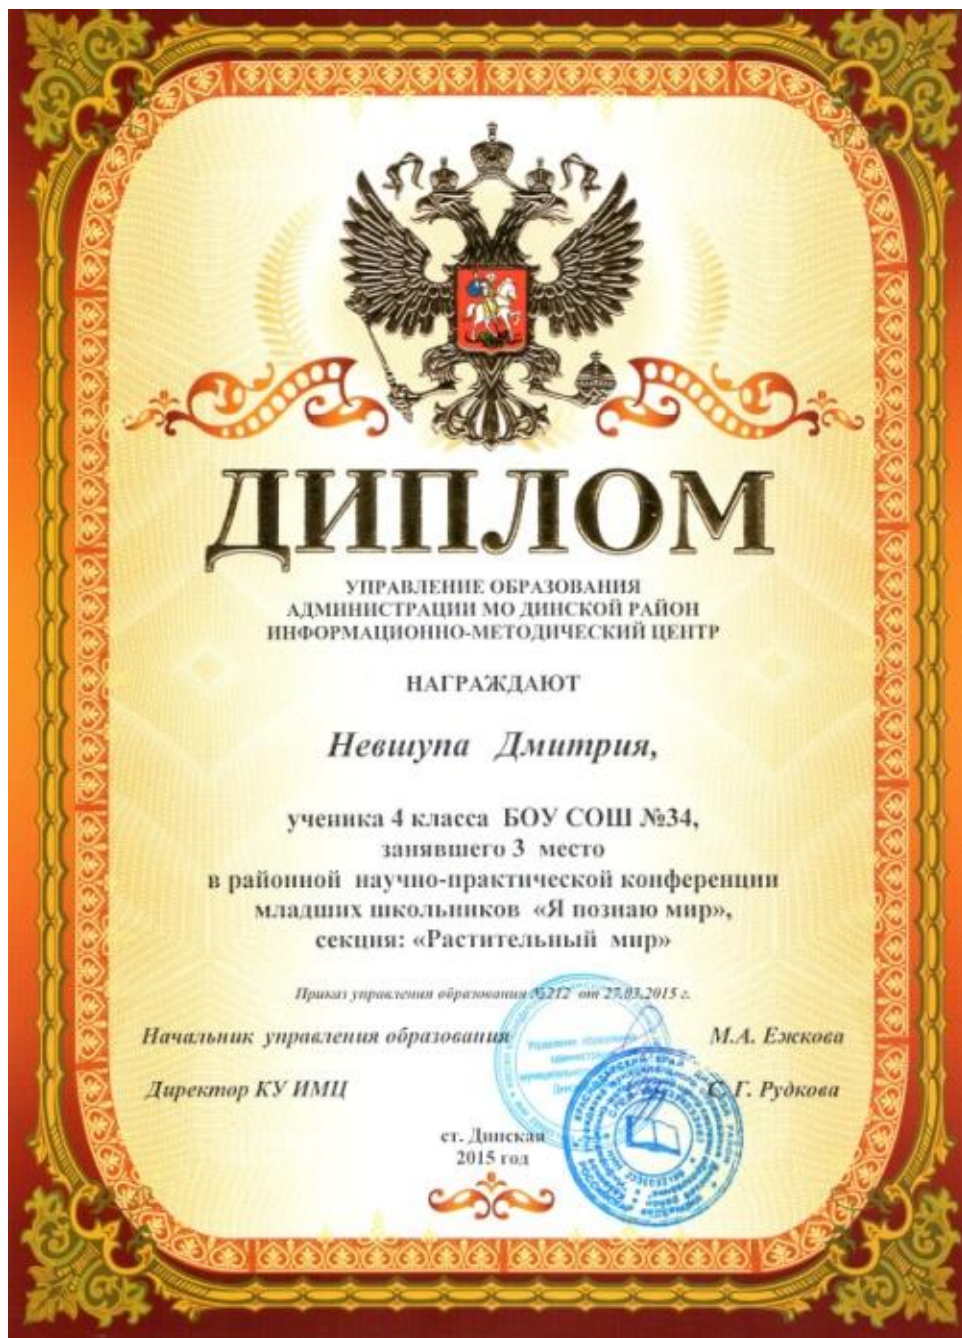 ДИПЛОМ
УПРАВЛЕНИЕ ОБРАЗОВАНИЯ
АДМИНИСТРАЦИИ МО ДИНСКОЙ РАЙОН
ИНФОРМАЦИОННО-МЕТОДИЧЕСКИЙ ЦЕНТР
НАГРАЖДАЮТ
Невшупа Дмитрия,
ученика 4 класса БОУ СОШ №34,
занявшего 3 место
в районной научно-практической конференции
младших школьников «Я познаю мир»,
секция: «Растительный мир»
Приказ управления образования №212 от 27.03.2015 г.
Начальник управления образования М.А. Ежкова
Директор КУ ИМЦ С. Г. Рудкова
ст. Динская
2015 год